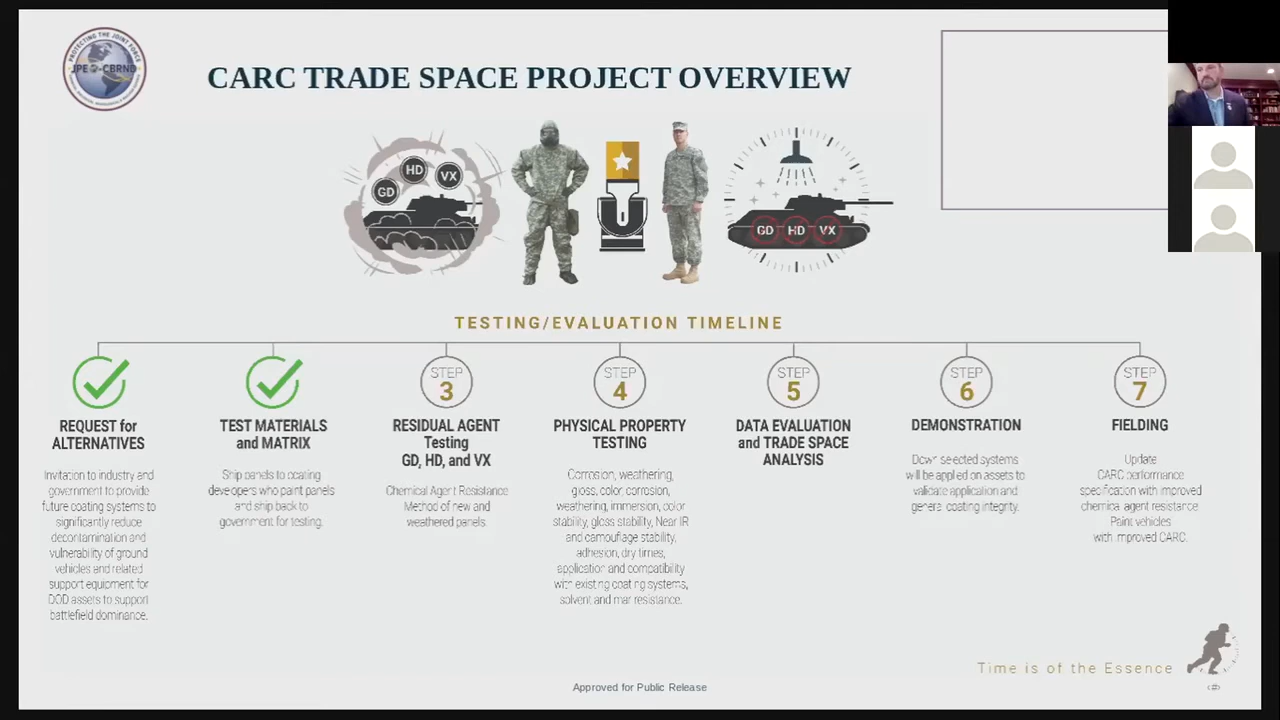 PROTECTING THE JOINT FORCE
JPEO-CBRND
CARC TRADE SPACE PROJECT OVERVIEW
GD
HD
VX
GD
HD
VX
TESTING/EVALUATION TIMELINE
REQUEST for
ALTERNATIVES
Invitation to industry and
government to provide
future coating systems to
significantly reduce
decontamination and
vulnerability of ground
vehicles and related
support equipment for
DOD assets to support
battlefield dominance.
TEST MATERIALS
and MATRIX
Ship panels to coating
developers who paint panels
and ship back to
government for testing.
STEP
3
RESIDUAL AGENT
Testing
GD, HD, and VX
Chemical Agent Resistance
Method of new and
weathered panels
STEP
4
PHYSICAL PROPERTY
TESTING
Corrosion, weathering,
gloss, color, corrosion,
weathering, immersion, color
stability, gloss stability, Near IR
and camouflage stability,
adhesion, dry times,
application and compatibility
with existing coating systems,
solvent and mar resistance.
STEP
5
DATA EVALUATION
and TRADE SPACE
ANALYSIS
STEP
6
DEMONSTRATION
Down selected systems
will be applied on assets to
validate application and
general coating integrity.
STEP
7
FIELDING
Update
CARC performance
specification with improved
chemical agent resistance.
Paint vehicles
with improved CARC.
Time is of the Essence
Approved for Public Release